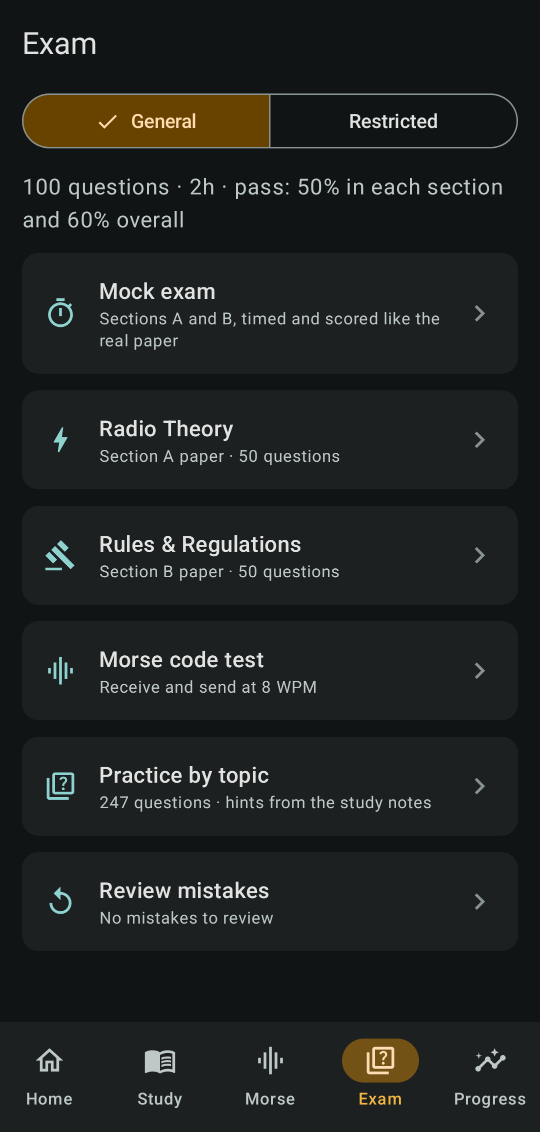 Exam
General
Restricted
100 questions · 2h · pass: 50% in each section
and 60% overall
Mock exam
Sections A and B, timed and scored like the
real paper
Radio Theory
Section A paper · 50 questions
Rules & Regulations
Section B paper · 50 questions
Morse code test
Receive and send at 8 WPM
Practice by topic
247 questions · hints from the study notes
Review mistakes
No mistakes to review
Home
Study
Morse
Exam
Progress